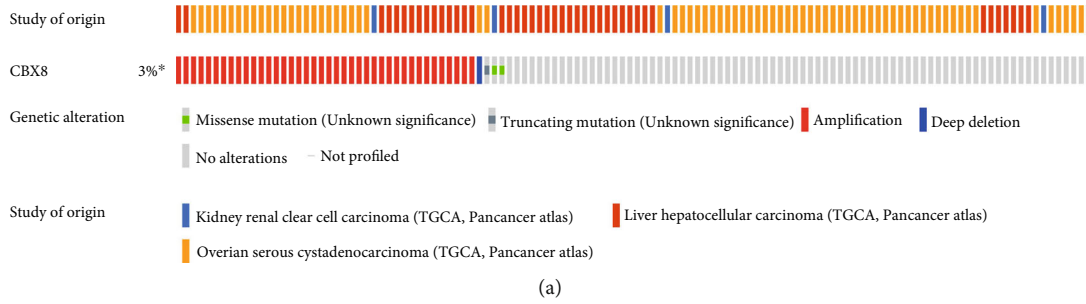 Study of origin
CBX8 3%*
Genetic alteration Missense mutation (Unknown significance) Truncating mutation (Unknown significance) Amplification Deep deletion
No alterations Not profiled
Study of origin Kidney renal clear cell carcinoma (TGCA, Pancancer atlas) Liver hepatocellular carcinoma (TGCA, Pancancer atlas)
Overian serous cystadenocarcinoma (TGCA, Pancancer atlas)
(a)